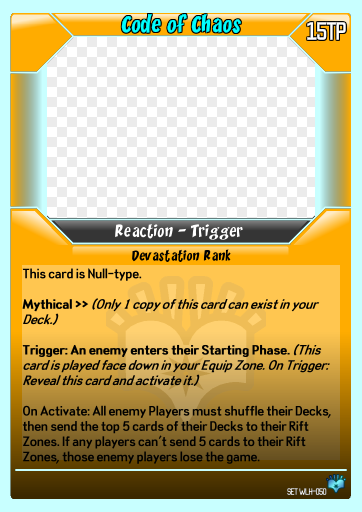 Code of Chaos
15TP
Reaction - Trigger
Devastation Rank
This card is Null-type.
Mythical >> (Only 1 copy of this card can exist in your
Deck.)
Trigger: An enemy enters their Starting Phase. (This
card is played face down in your Equip Zone. On Trigger:
Reveal this card and activate it.)
On Activate: All enemy Players must shuffle their Decks,
then send the top 5 cards of their Decks to their Rift
Zones. If any players can't send 5 cards to their Rift
Zones, those enemy players lose the game.
SET WLH-050